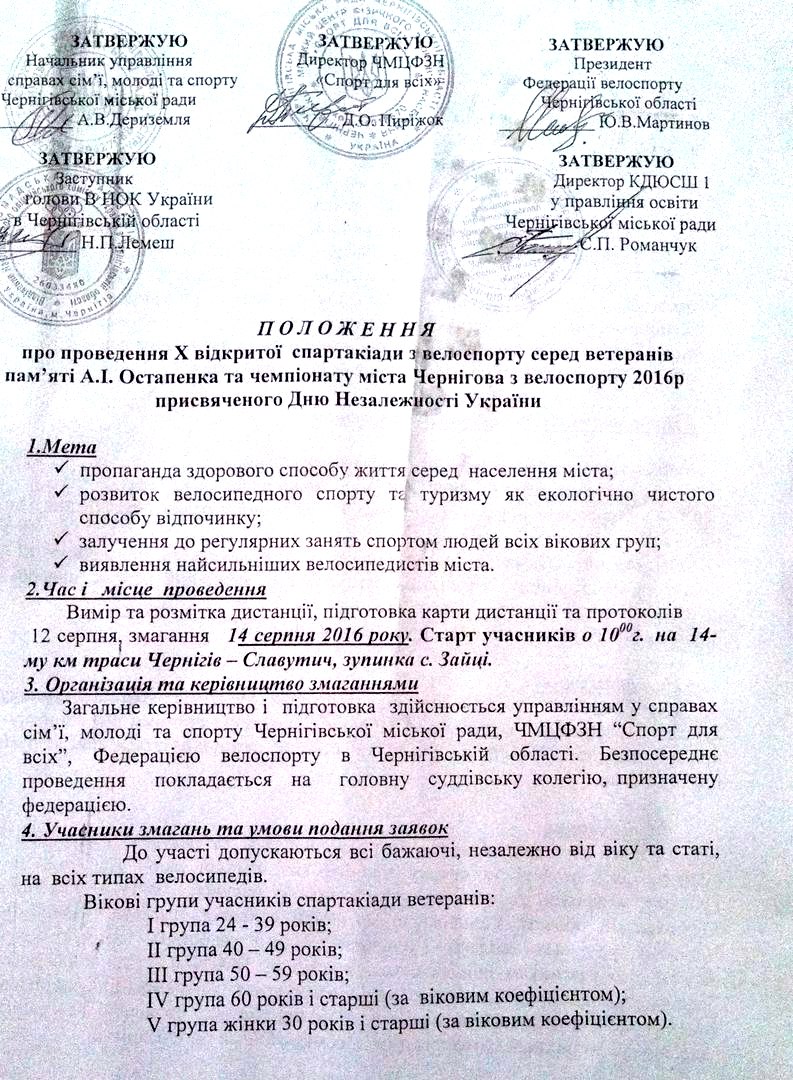 ЗАТВЕРЖУЮ
Начальник управління
справах сім’ї, молоді та спорту
Чернігівської міської ради
А.В.Дериземля
ЗАТВЕРЖУЮ
Директор ЧМЦФЗН
«Спорт для всіх»
Д.О. Пиріжок
УКРАЇНА
ЗАТВЕРЖУЮ
Президент
Федерації велоспорту
Чернігівської області
Ю.В.Мартинов
ЗАТВЕРЖУЮ
Заступник
голови В НОК України
в Чернігівській області
Н.П.Лемеш
26033480
Україна, м. Чернігів
ЗАТВЕРЖУЮ
Директор КДЮСШ 1
у правління освіти
Чернігівської міської ради
С.П. Романчук
П О Л О Ж Е Н Н Я
про проведення X відкритої спартакіади з велоспорту серед ветеранів
пам’яті А.І. Остапенка та чемпіонату міста Чернігова з велоспорту 2016р
присвяченого Дню Незалежності України
1.Мета
✓ пропаганда здорового способу життя серед населення міста;
✓ розвиток велосипедного спорту та туризму як екологічно чистого
способу відпочинку;
✓ залучення до регулярних занять спортом людей всіх вікових груп;
✓ виявлення найсильніших велосипедистів міста.
2.Час і місце проведення
Вимір та розмітка дистанції, підготовка карти дистанції та протоколів
12 серпня, змагання 14 серпня 2016 року. Старт учасників о 10⁰⁰г. на 14-
му км траси Чернігів – Славутич, зупинка с. Зайці.
3. Організація та керівництво змаганнями
Загальне керівництво і підготовка здійснюється управлінням у справах
сім’ї, молоді та спорту Чернігівської міської ради, ЧМЦФЗН “Спорт для
всіх”, Федерацією велоспорту в Чернігівській області. Безпосереднє
проведення покладається на головну суддівську колегію, призначену
федерацією.
4. Учасники змагань та умови подання заявок
До участі допускаються всі бажаючі, незалежно від віку та статі,
на всіх типах велосипедів.
Вікові групи учасників спартакіади ветеранів:
I група 24 - 39 років;
II група 40 – 49 років;
III група 50 – 59 років;
IV група 60 років і старші (за віковим коефіцієнтом);
V група жінки 30 років і старші (за віковим коефіцієнтом).